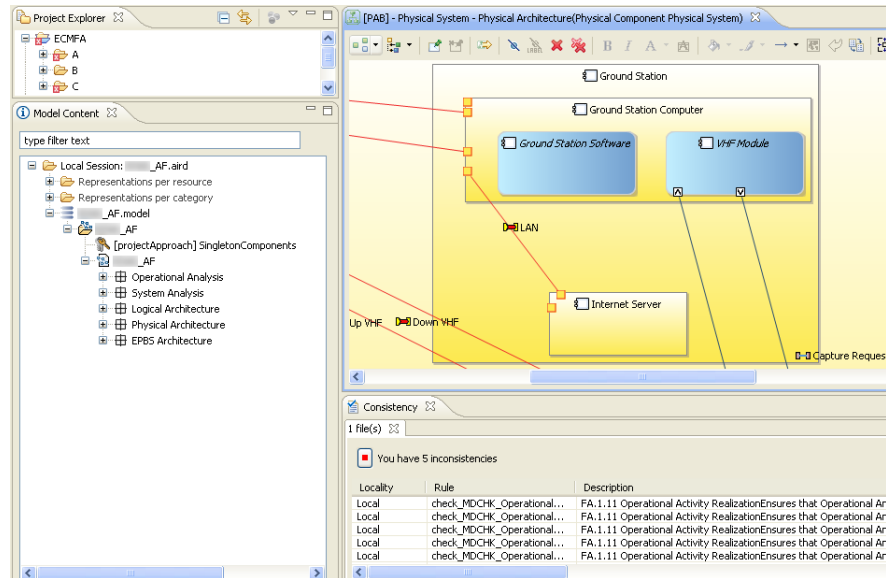 Project Explorer
ECMFA
A
B
C
Model Content
type filter text
Local Session: _AF.aird
Representations per resource
Representations per category
_AF.model
_AF
[projectApproach] SingletonComponents
_AF
Operational Analysis
System Analysis
Logical Architecture
Physical Architecture
EPBS Architecture
[PAB] - Physical System - Physical Architecture(Physical Component Physical System)
B I A
Ground Station
Ground Station Computer
Ground Station Software
VHF Module
LAN
Internet Server
Up VHF
Down VHF
Capture Reques
Consistency
1 file(s)
You have 5 inconsistencies
Locality Rule Description
Local check_MDCHK_Operational... FA.1.11 Operational Activity RealizationEnsures that Operational Ar
Local check_MDCHK_Operational... FA.1.11 Operational Activity RealizationEnsures that Operational Ar
Local check_MDCHK_Operational... FA.1.11 Operational Activity RealizationEnsures that Operational Ar
Local check_MDCHK_Operational... FA.1.11 Operational Activity RealizationEnsures that Operational Ar
Local check_MDCHK_Operational... FA.1.11 Operational Activity RealizationEnsures that Operational Ar